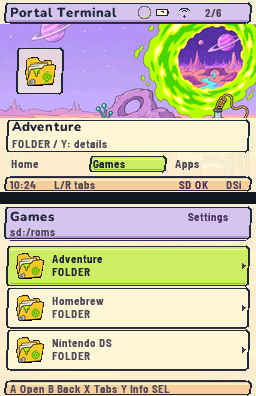 Portal Terminal 2/6
Adventure
FOLDER / Y: details
Home Games Apps
10:24 L/R tabs SD OK DSi
Games Settings
sd:/roms
Adventure
FOLDER
Homebrew
FOLDER
Nintendo DS
FOLDER
A Open B Back X Tabs Y Info SEL